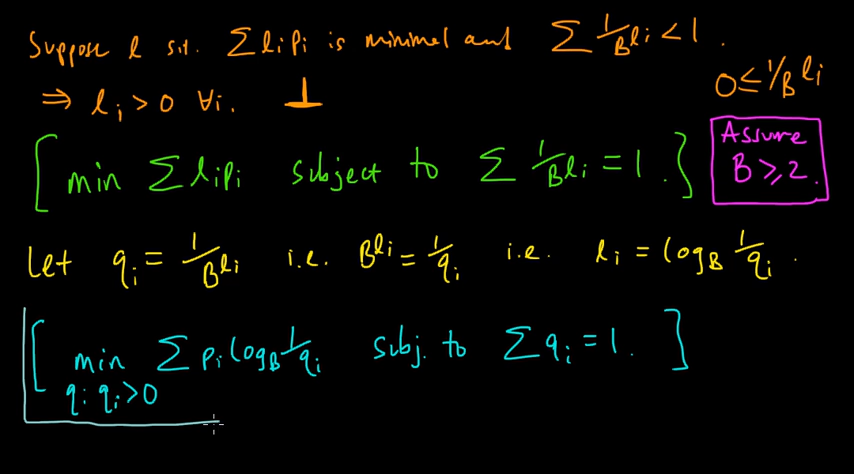 Suppose l s.t. ∑ l_i p_i is minimal and ∑ 1/B^{l_i} < 1.
⇒ l_i > 0 ∀i. ⊥
0 ≤ 1/B^{l_i}
[min ∑ l_i p_i subject to ∑ 1/B^{l_i} = 1.]
Assume
B ≥ 2.
Let q_i = 1/B^{l_i} i.e. B^{l_i} = 1/q_i i.e. l_i = log_B 1/q_i.
[min ∑ p_i log_B 1/q_i subj. to ∑ q_i = 1.]
q: q_i > 0